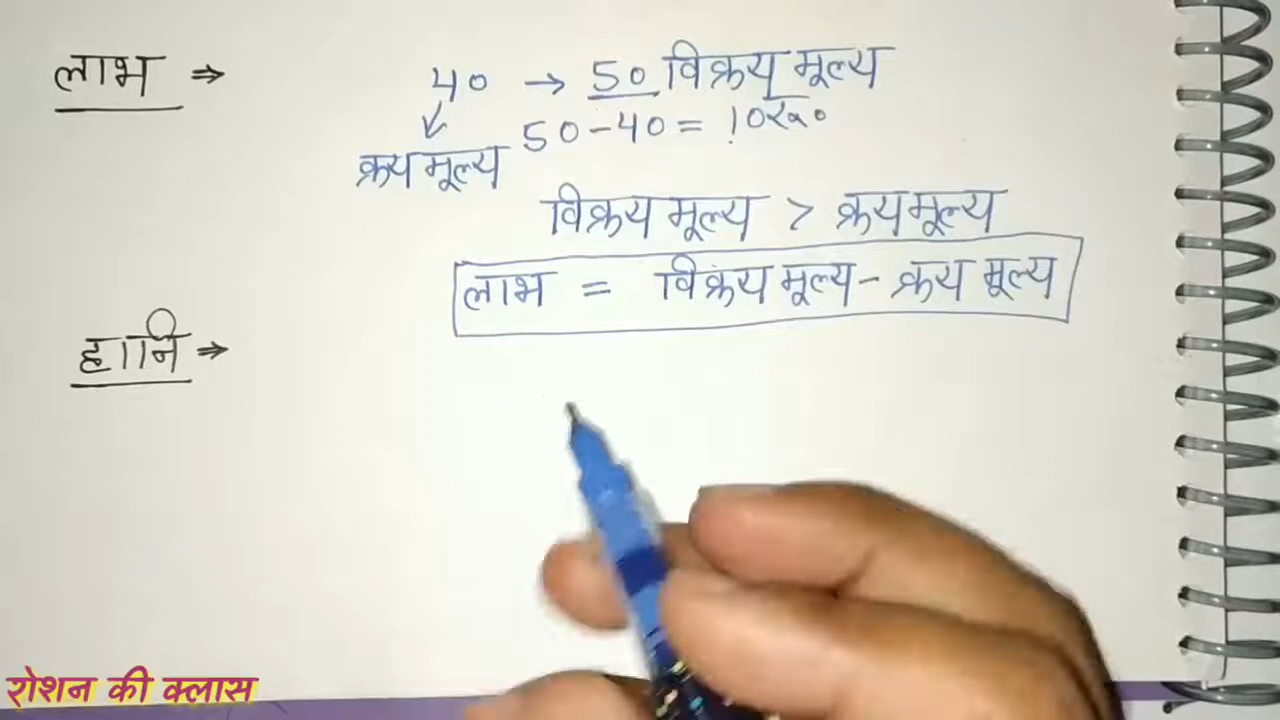 लाभ ⇒ 40 → 50 विक्रय मूल्य
50 - 40 = 10रू०
क्रय मूल्य
विक्रय मूल्य > क्रय मूल्य
लाभ = विक्रय मूल्य - क्रय मूल्य
हानि ⇒
रोशन की क्लास